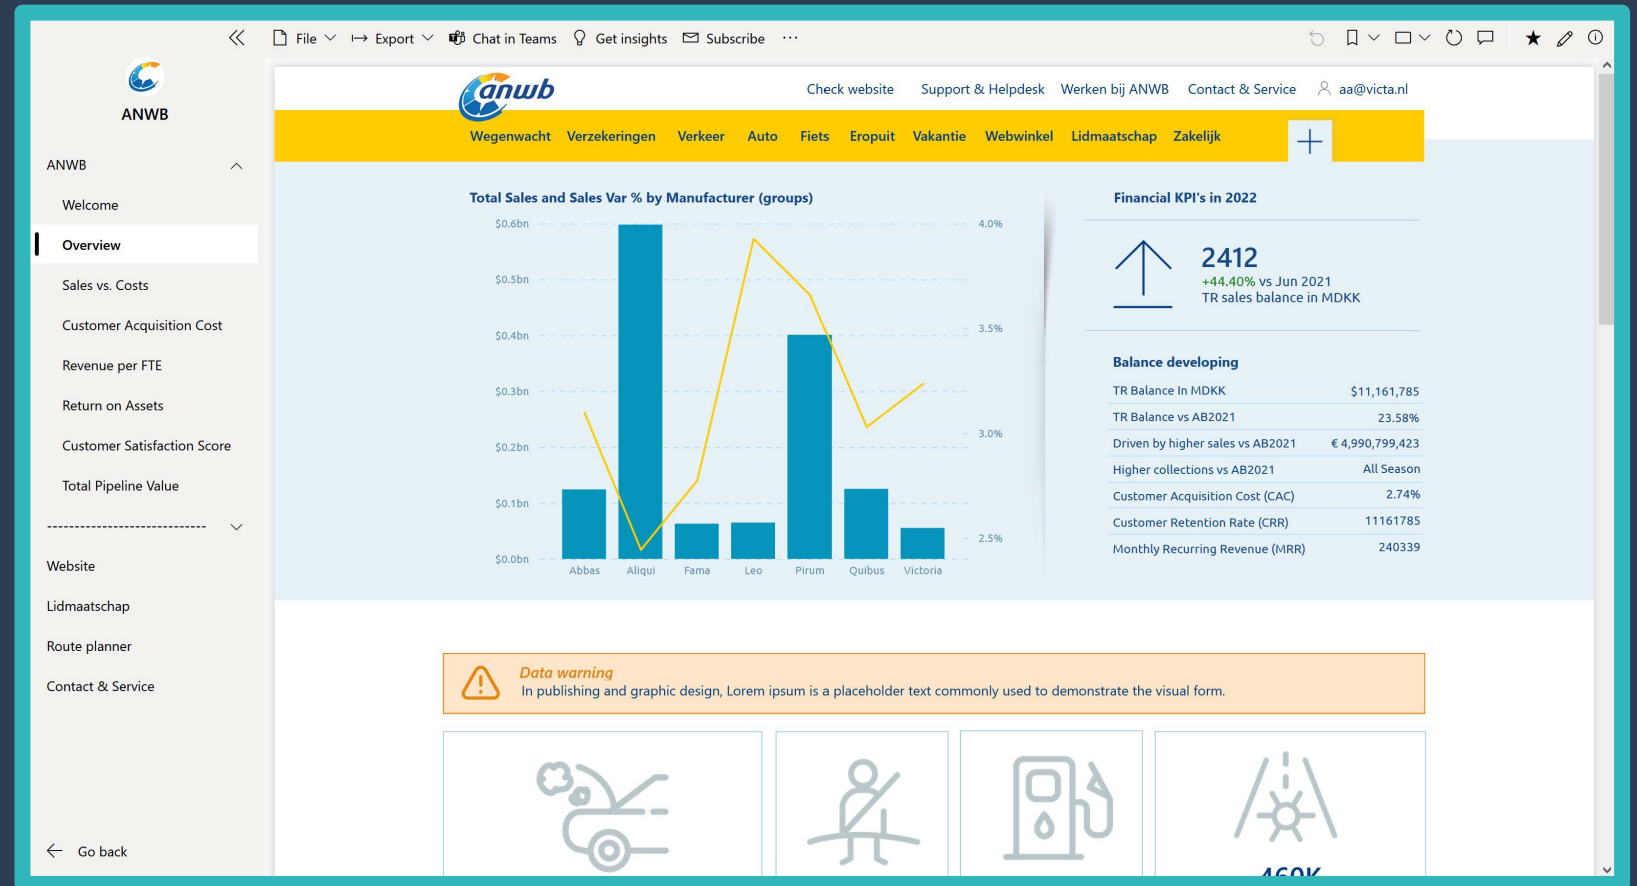 File Export Chat in Teams Get insights Subscribe ···
ANWB
ANWB
Welcome
Overview
Sales vs. Costs
Customer Acquisition Cost
Revenue per FTE
Return on Assets
Customer Satisfaction Score
Total Pipeline Value
----------------------------
Website
Lidmaatschap
Route planner
Contact & Service
Go back
anwb
Check website Support & Helpdesk Werken bij ANWB Contact & Service aa@victa.nl
Wegenwacht Verzekeringen Verkeer Auto Fiets Eropuit Vakantie Webwinkel Lidmaatschap Zakelijk
Total Sales and Sales Var % by Manufacturer (groups)
$0.6bn 4.0%
$0.5bn
$0.4bn 3.5%
$0.3bn
$0.2bn 3.0%
$0.1bn 2.5%
$0.0bn
Abbas Aliqui Fama Leo Pirum Quibus Victoria
Financial KPI's in 2022
2412
+44.40% vs Jun 2021
TR sales balance in MDKK
Balance developing
TR Balance In MDKK $11,161,785
TR Balance vs AB2021 23.58%
Driven by higher sales vs AB2021 € 4,990,799,423
Higher collections vs AB2021 All Season
Customer Acquisition Cost (CAC) 2.74%
Customer Retention Rate (CRR) 11161785
Monthly Recurring Revenue (MRR) 240339
Data warning
In publishing and graphic design, Lorem ipsum is a placeholder text commonly used to demonstrate the visual form.
460K